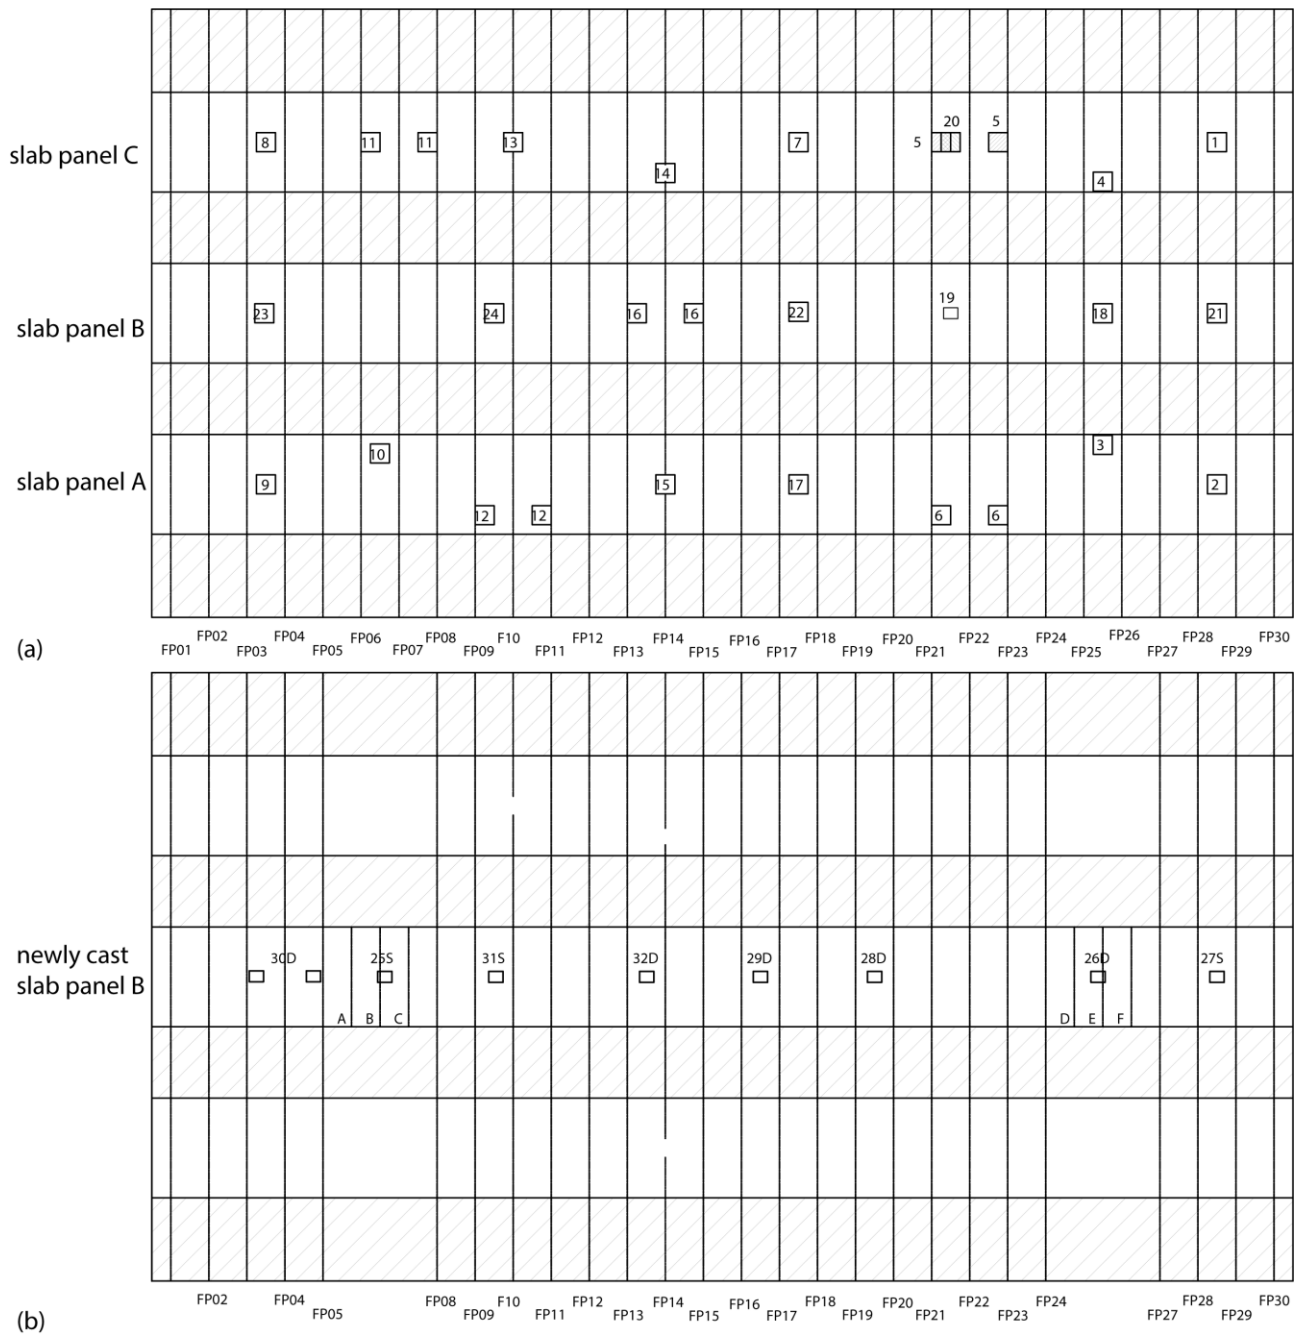 20 5
8 11 11 13 7 5 1
slab panel C
14 4
19
23 24 16 16 22 18 21
slab panel B
10 3
slab panel A
9 15 17 2
12 12 6 6
FP02 FP04 FP06 FP08 F10 FP12 FP14 FP16 FP18 FP20 FP22 FP24 FP26 FP28 FP30
(a)
FP01 FP03 FP05 FP07 FP09 FP11 FP13 FP15 FP17 FP19 FP21 FP23 FP25 FP27 FP29
newly cast
slab panel B
30D 25S 31S 32D 29D 28D 26D 27S
A B C D E F
FP02 FP04 FP08 F10 FP12 FP14 FP16 FP18 FP20 FP22 FP24 FP28 FP30
FP05 FP09 FP11 FP13 FP15 FP17 FP19 FP21 FP23 FP27 FP29
(b)